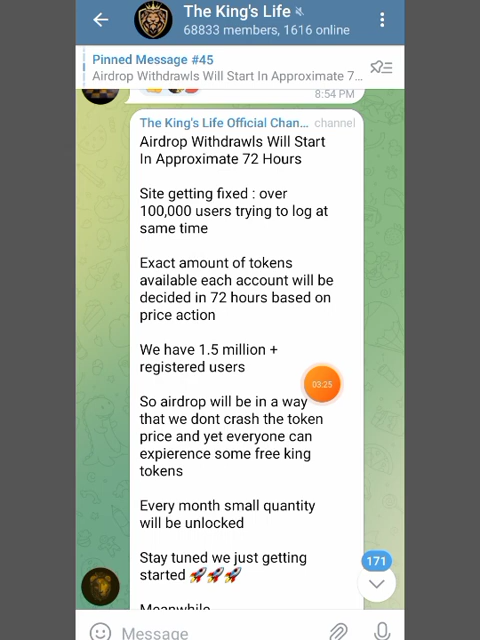 The King's Life
68833 members, 1616 online
Pinned Message #45
Airdrop Withdrawls Will Start In Approximate 7...
8:54 PM
The King's Life Official Chan... channel
Airdrop Withdrawls Will Start
In Approximate 72 Hours
Site getting fixed : over
100,000 users trying to log at
same time
Exact amount of tokens
available each account will be
decided in 72 hours based on
price action
We have 1.5 million +
registered users
03:25
So airdrop will be in a way
that we dont crash the token
price and yet everyone can
expierence some free king
tokens
Every month small quantity
will be unlocked
Stay tuned we just getting
started 🚀🚀🚀
171
Meanwhile
Message